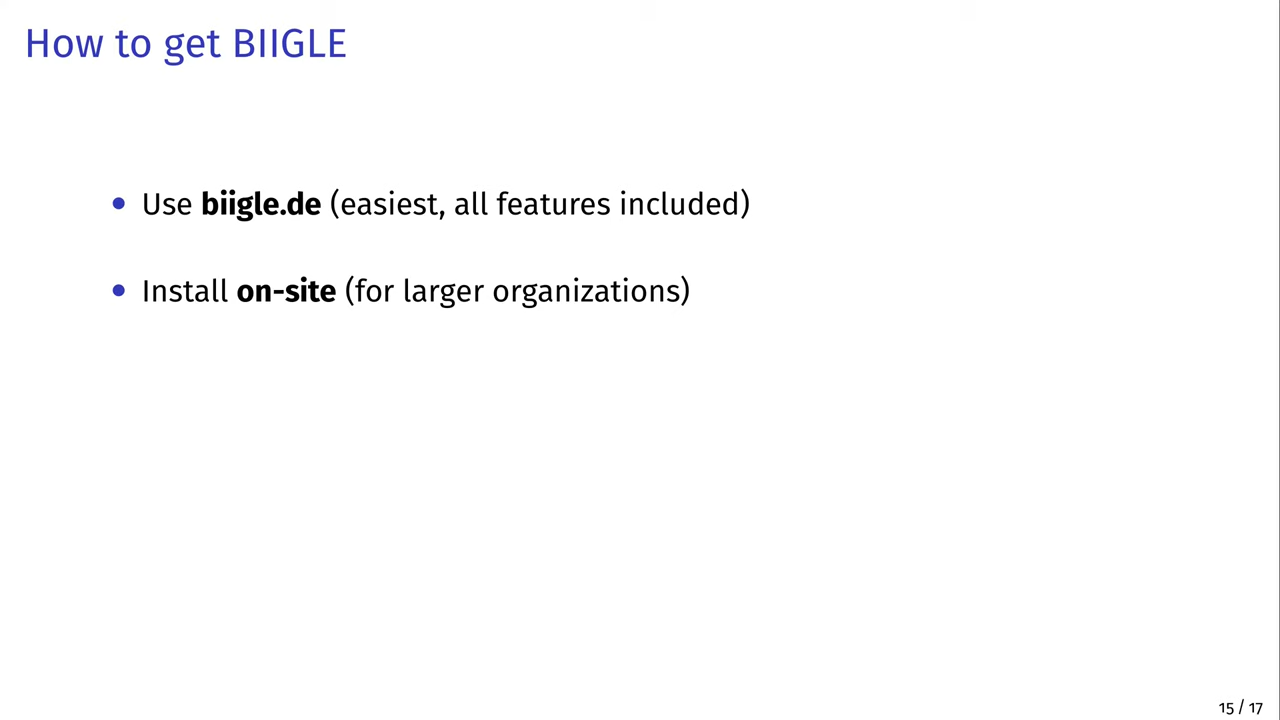 How to get BIIGLE
• Use biigle.de (easiest, all features included)
• Install on-site (for larger organizations)
15 / 17